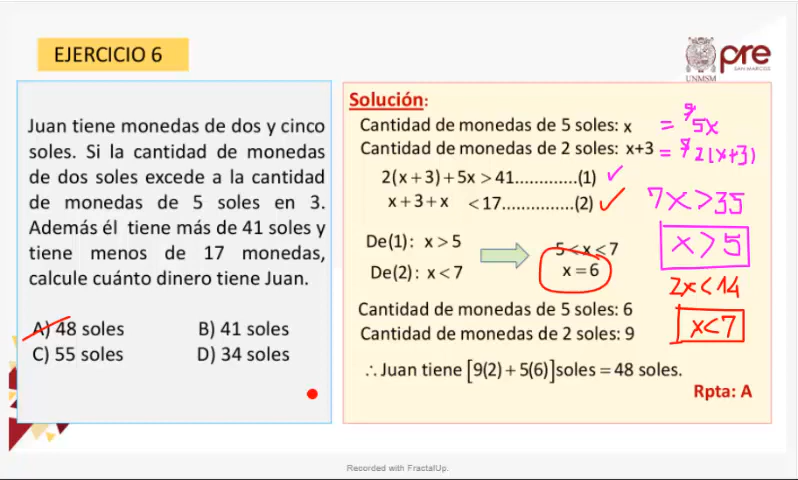 EJERCICIO 6
pre
SAN MARCOS
UNMSM
Juan tiene monedas de dos y cinco
soles. Si la cantidad de monedas
de dos soles excede a la cantidad
de monedas de 5 soles en 3.
Además él tiene más de 41 soles y
tiene menos de 17 monedas,
calcule cuánto dinero tiene Juan.
A) 48 soles B) 41 soles
C) 55 soles D) 34 soles
Solución:
Cantidad de monedas de 5 soles: x = 5x
Cantidad de monedas de 2 soles: x+3 = 2(x+3)
2(x+3)+5x > 41.............(1)
x+3+x < 17...............(2)
7x > 35
De(1): x > 5
5 < x < 7
x > 5
De(2): x < 7
x = 6
2x < 14
Cantidad de monedas de 5 soles: 6
x < 7
Cantidad de monedas de 2 soles: 9
∴ Juan tiene [9(2)+5(6)] soles = 48 soles.
Rpta: A
Recorded with FractalUp.